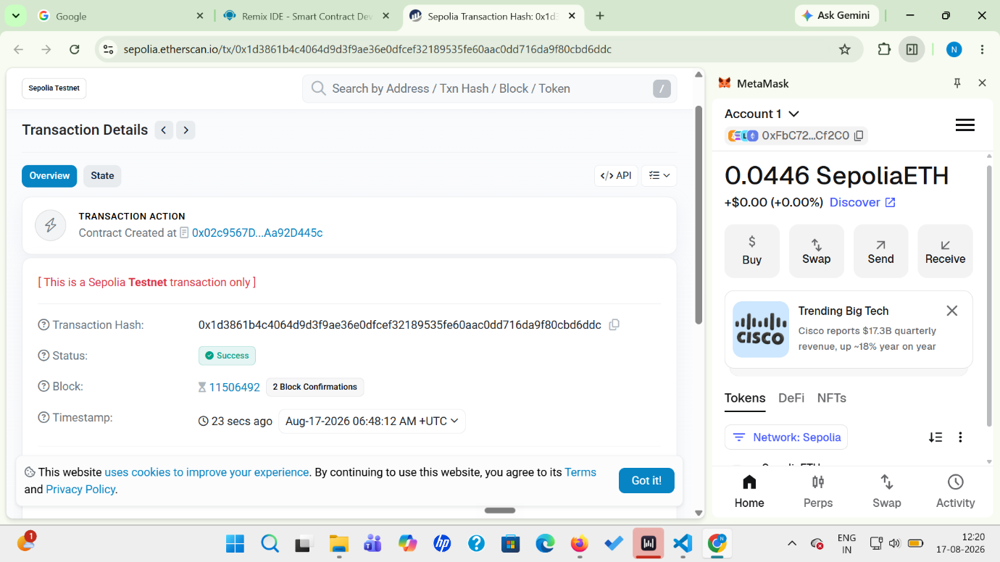 Google
Remix IDE - Smart Contract Dev
Sepolia Transaction Hash: 0x1d3
Ask Gemini
sepolia.etherscan.io/tx/0x1d3861b4c4064d9d3f9ae36e0dfcef32189535fe60aac0dd716da9f80cbd6ddc
N
Sepolia Testnet
Search by Address / Txn Hash / Block / Token
/
Transaction Details
Overview
State
</> API
TRANSACTION ACTION
Contract Created at 0x02c9567D...Aa92D445c
[ This is a Sepolia Testnet transaction only ]
Transaction Hash:
0x1d3861b4c4064d9d3f9ae36e0dfcef32189535fe60aac0dd716da9f80cbd6ddc
Status:
Success
Block:
11506492
2 Block Confirmations
Timestamp:
23 secs ago
Aug-17-2026 06:48:12 AM +UTC
This website uses cookies to improve your experience. By continuing to use this website, you agree to its Terms
and Privacy Policy.
Got it!
MetaMask
Account 1
0xFbC72...Cf2C0
0.0446 SepoliaETH
+$0.00 (+0.00%) Discover
$
Buy
Swap
Send
Receive
CISCO
Trending Big Tech
Cisco reports $17.3B quarterly
revenue, up ~18% year on year
Tokens
DeFi
NFTs
Network: Sepolia
Home
Perps
Swap
Activity
1
hp
ENG
IN
12:20
17-08-2026